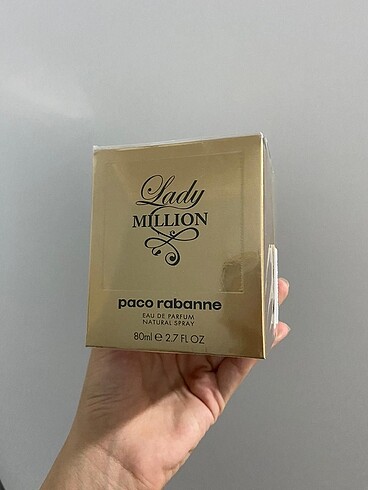 Lady
MILLION
paco rabanne
EAU DE PARFUM
NATURAL SPRAY
80ml e 2.7 FL OZ